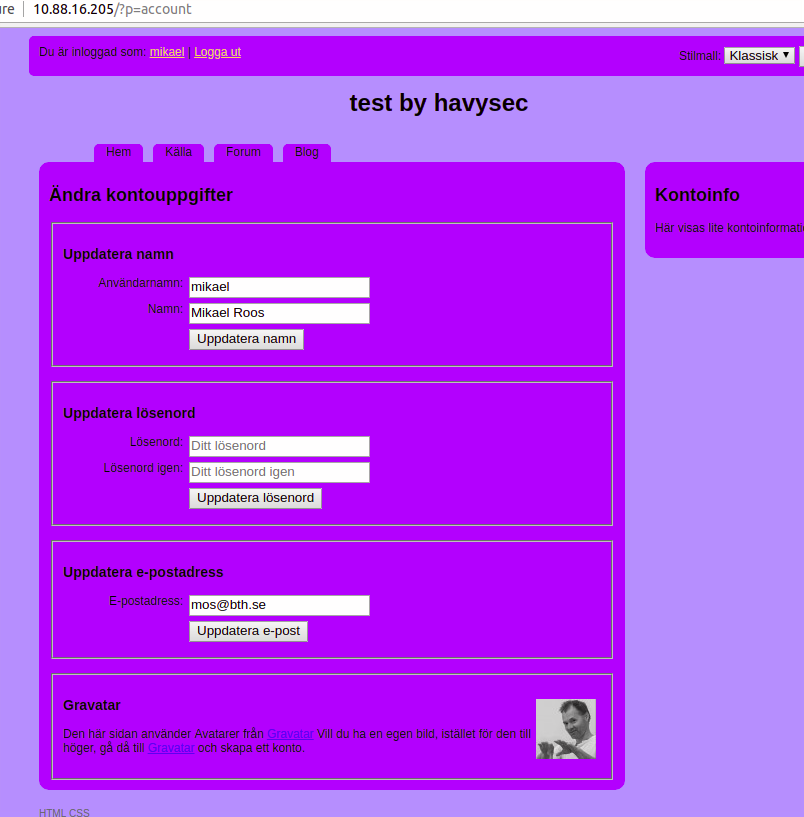 ure 10.88.16.205/?p=account
Du är inloggad som: mikael | Logga ut
Stilmall: Klassisk
test by havysec
Hem Källa Forum Blog
Ändra kontouppgifter
Uppdatera namn
Användarnamn: mikael
Namn: Mikael Roos
Uppdatera namn
Uppdatera lösenord
Lösenord: Ditt lösenord
Lösenord igen: Ditt lösenord igen
Uppdatera lösenord
Uppdatera e-postadress
E-postadress: mos@bth.se
Uppdatera e-post
Gravatar
Den här sidan använder Avatarer från Gravatar Vill du ha en egen bild, istället för den till
höger, gå då till Gravatar och skapa ett konto.
Kontoinfo
Här visas lite kontoinformati
HTML CSS